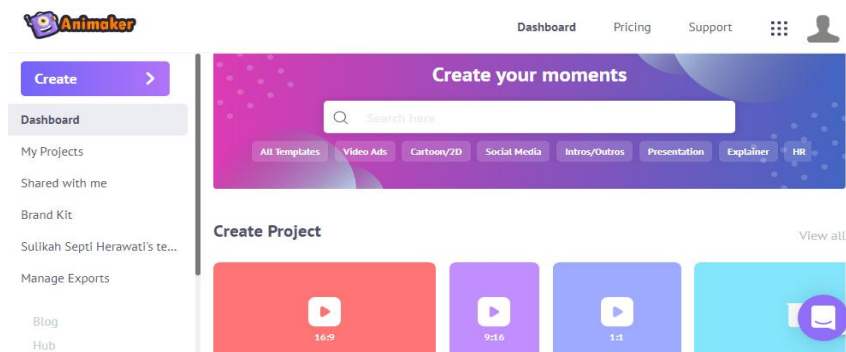 Animaker
Dashboard Pricing Support
Create
Dashboard
My Projects
Shared with me
Brand Kit
Sulikah Septi Herawati's te...
Manage Exports
Blog
Hub
Create your moments
Search here
All Templates Video Ads Cartoon/2D Social Media Intros/Outros Presentation Explainer HR
Create Project View all
16:9 9:16 1:1